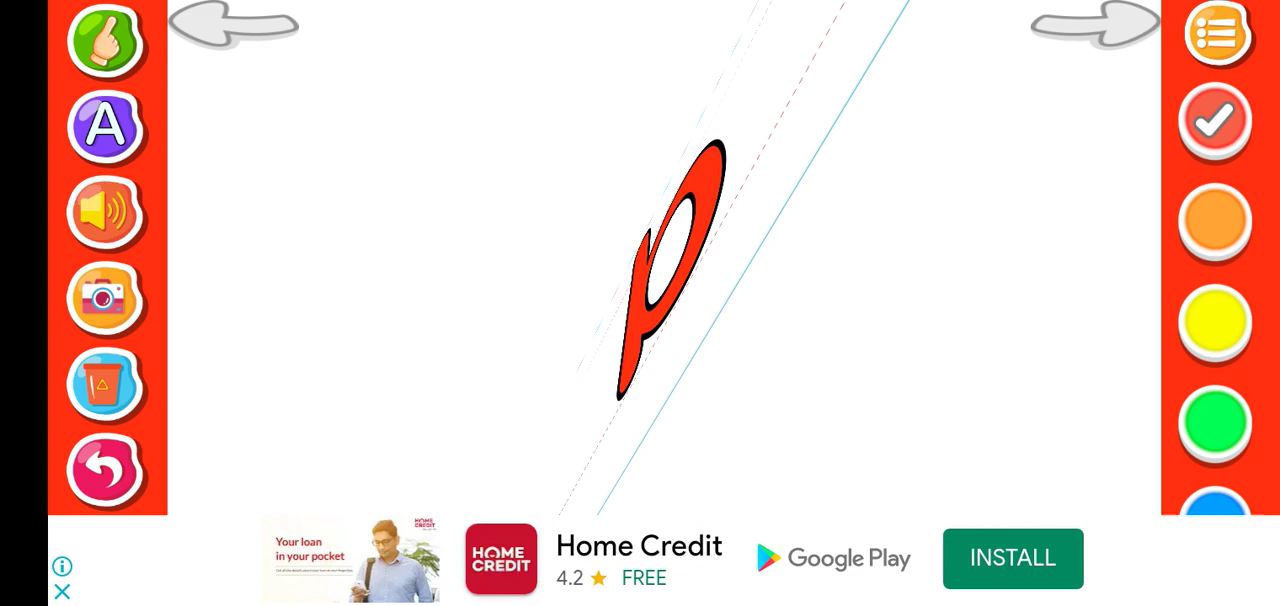 A
Your loan
in your pocket
HOME
CREDIT
HOME
CREDIT
Home Credit
4.2 FREE
Google Play
INSTALL